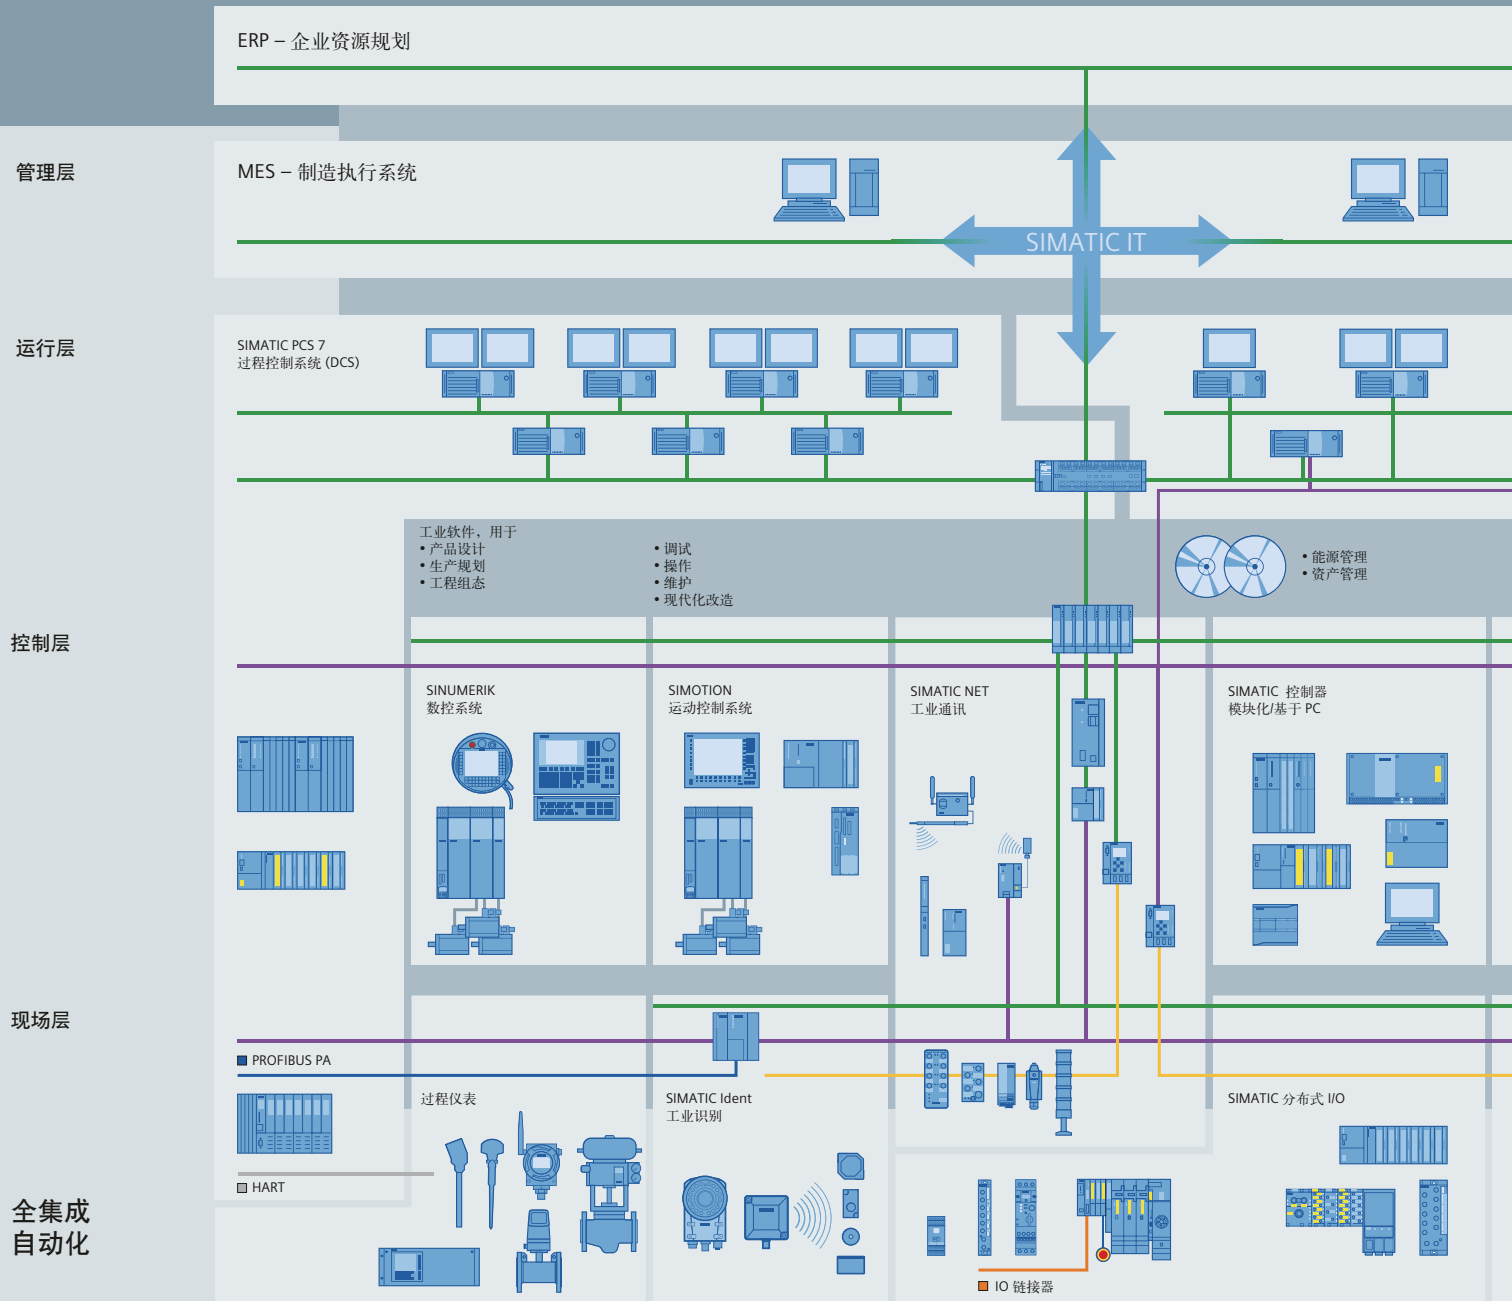 ERP – 企业资源规划
管理层
MES – 制造执行系统
SIMATIC IT
运行层
SIMATIC PCS 7
过程控制系统 (DCS)
工业软件，用于
• 产品设计
• 生产规划
• 工程组态
• 调试
• 操作
• 维护
• 现代化改造
• 能源管理
• 资产管理
控制层
SINUMERIK
数控系统
SIMOTION
运动控制系统
SIMATIC NET
工业通讯
SIMATIC 控制器
模块化/基于 PC
现场层
PROFIBUS PA
过程仪表
SIMATIC Ident
工业识别
SIMATIC 分布式 I/O
HART
全集成
自动化
IO 链接器